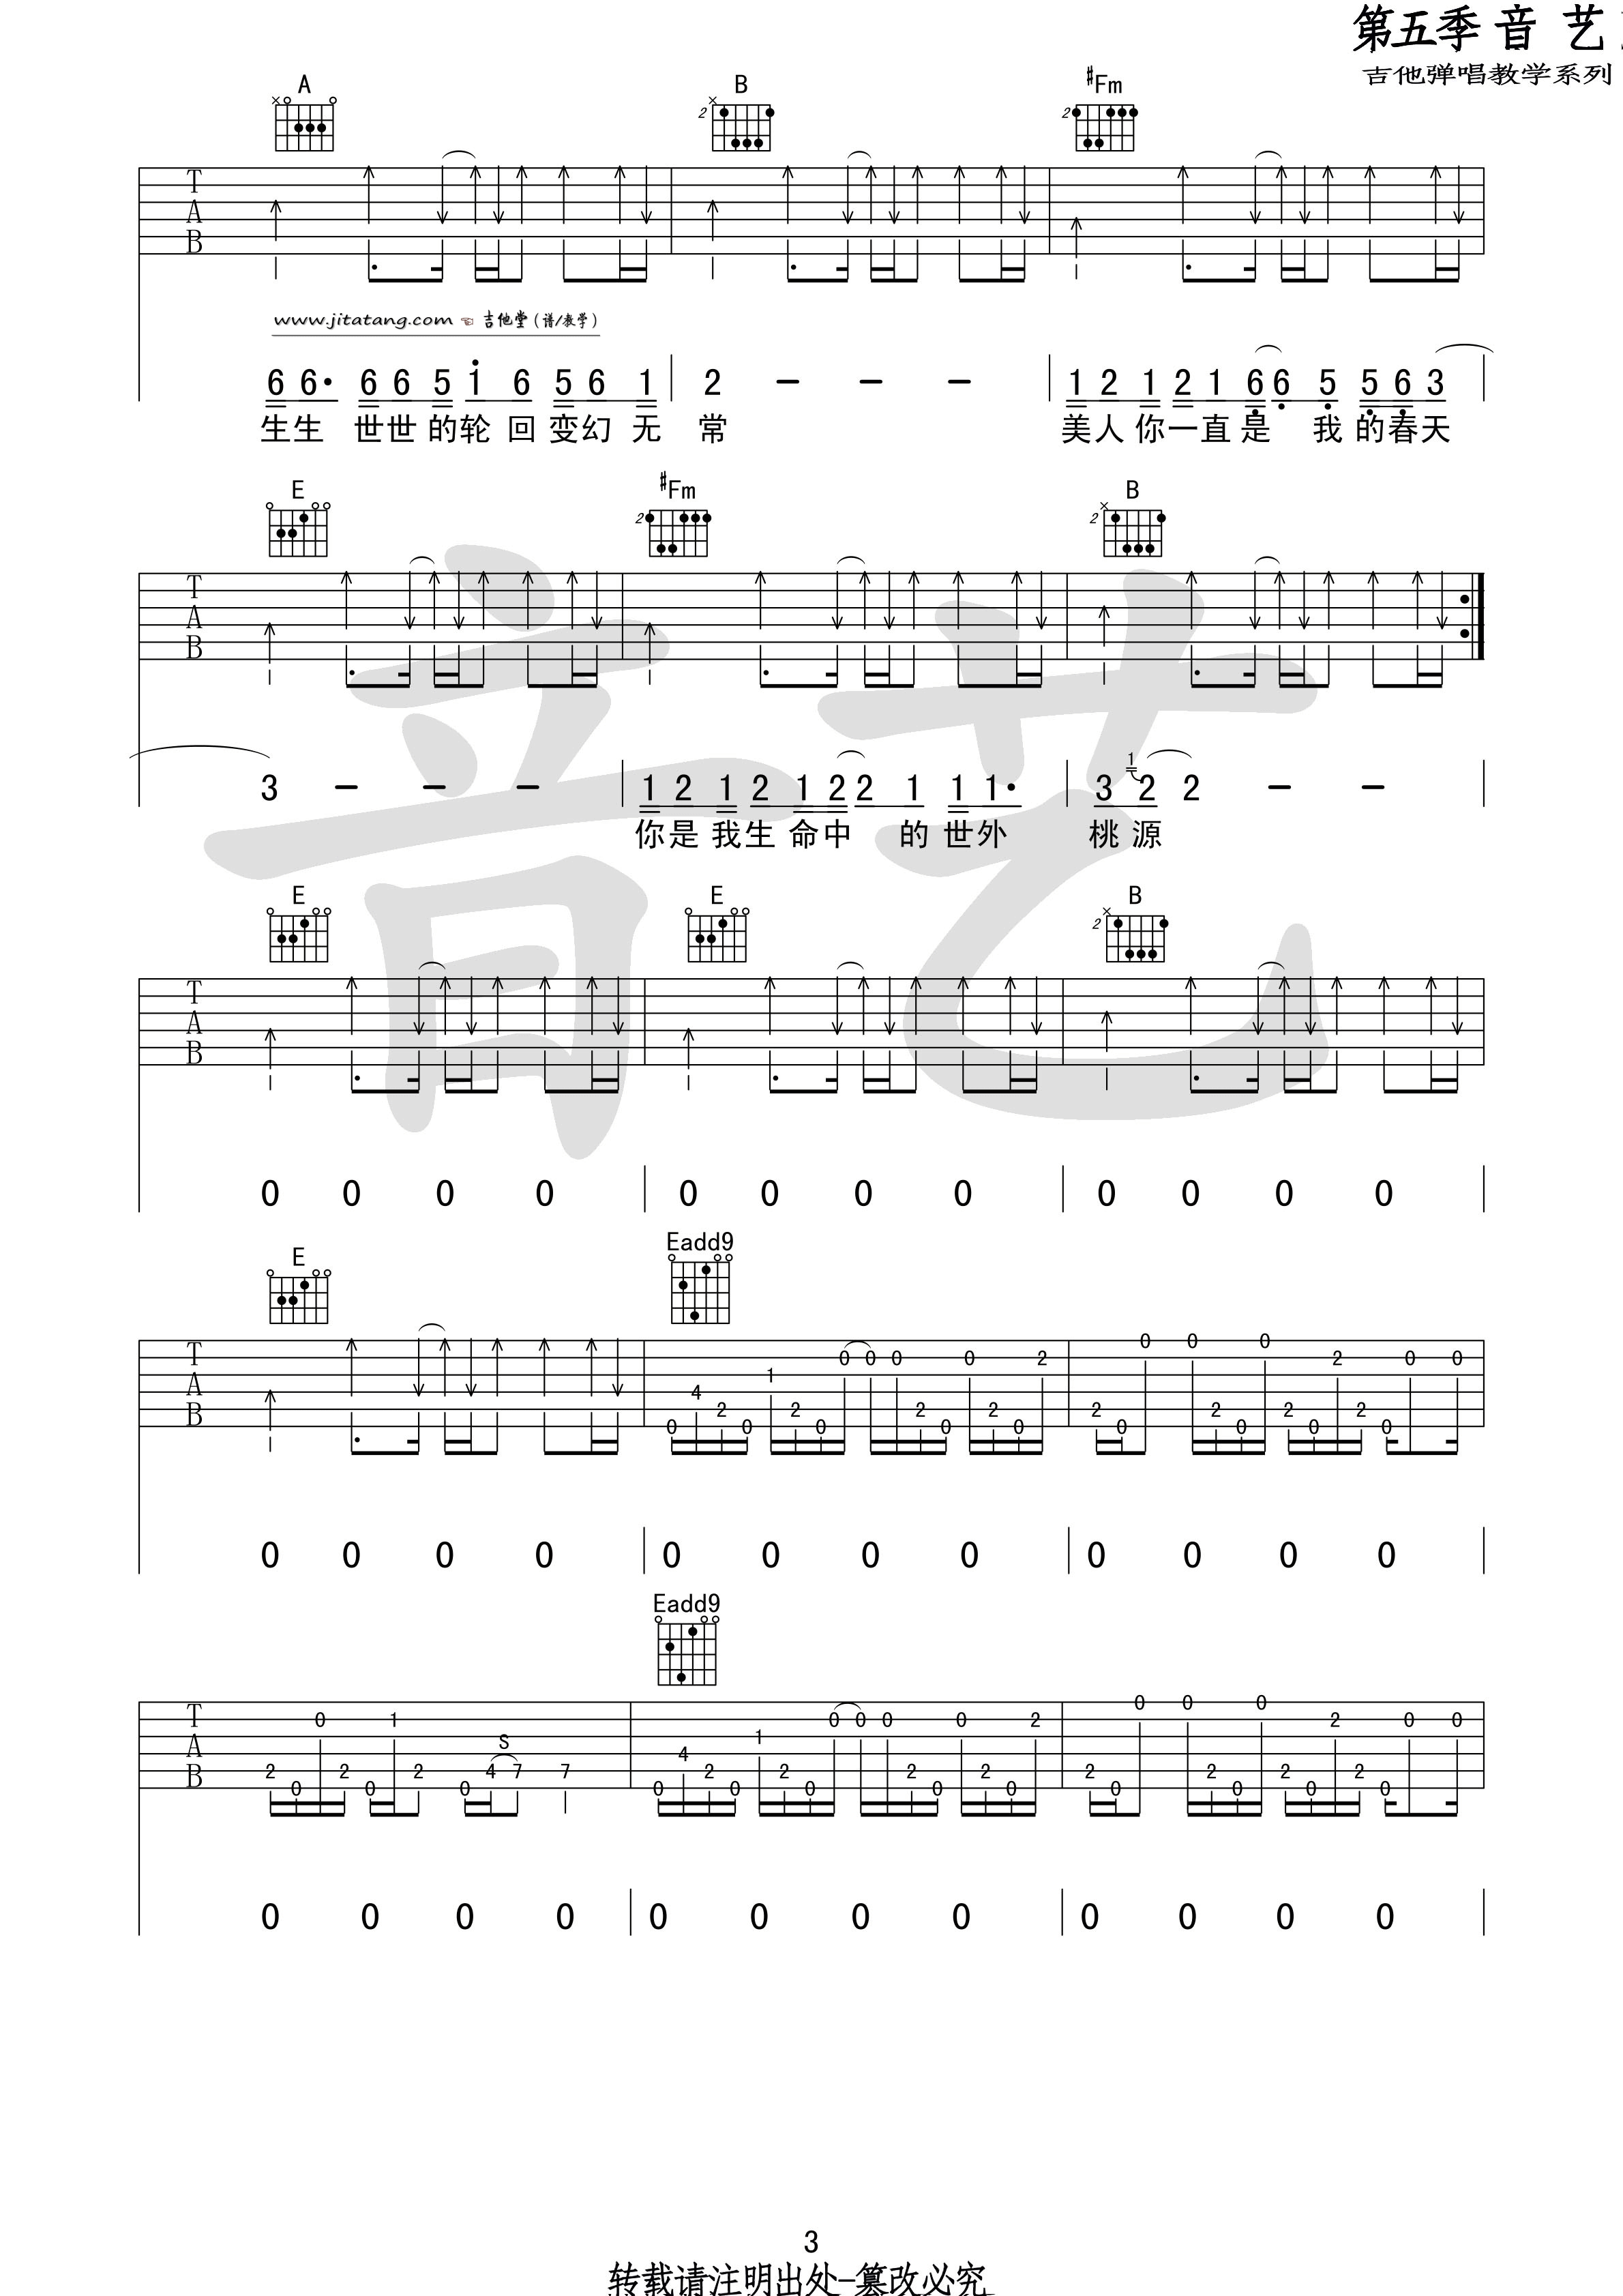 第五季 音 艺
吉他弹唱教学系列
A B #Fm
× 2 × 2
T
A
B
www.jitatang.com 吉他堂(谱/教学)
6 6· 6 6 5 1 6 5 6 1 2 - - - 1 2 1 2 1 6 6 5 5 6 3
生生 世世的轮 回 变幻 无 常 美人你一直是 我的春天
E #Fm B
2 × 2
T
A
B
3 - - - 1 2 1 2 1 2 2 1 1 1· 3 1 2 2 - -
你是我生命中 的世外 桃源
E E B
× 2
T
A
B
0 0 0 0 0 0 0 0 0 0 0 0
E Eadd9
T
A
B
0 4 2 0 1 2 0 0 0 0 2 0 0 2 0 2 2 0 0 0 2 0 0 2 0 2 2 0 0 0
0 0 0 0 0 0 0 0 0 0 0 0
Eadd9
T
A
B
2 0 0 2 0 1 2 0 4 S 7 7 0 4 2 0 1 2 0 0 0 0 2 0 0 2 0 2 2 0 0 0 2 0 0 2 0 2 2 0 0 0
0 0 0 0 0 0 0 0 0 0 0 0
音艺
3
转载请注明出处-篡改必究